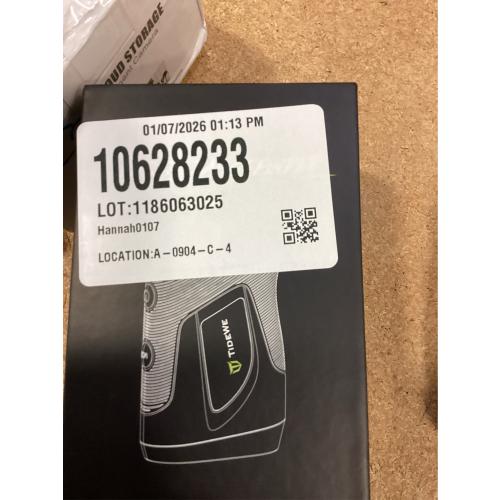 OUD STORAGE
01/07/2026 01:13 PM
10628233
LOT:1186063025
Hannah0107
LOCATION:A-0904-C-4
TIDEWE